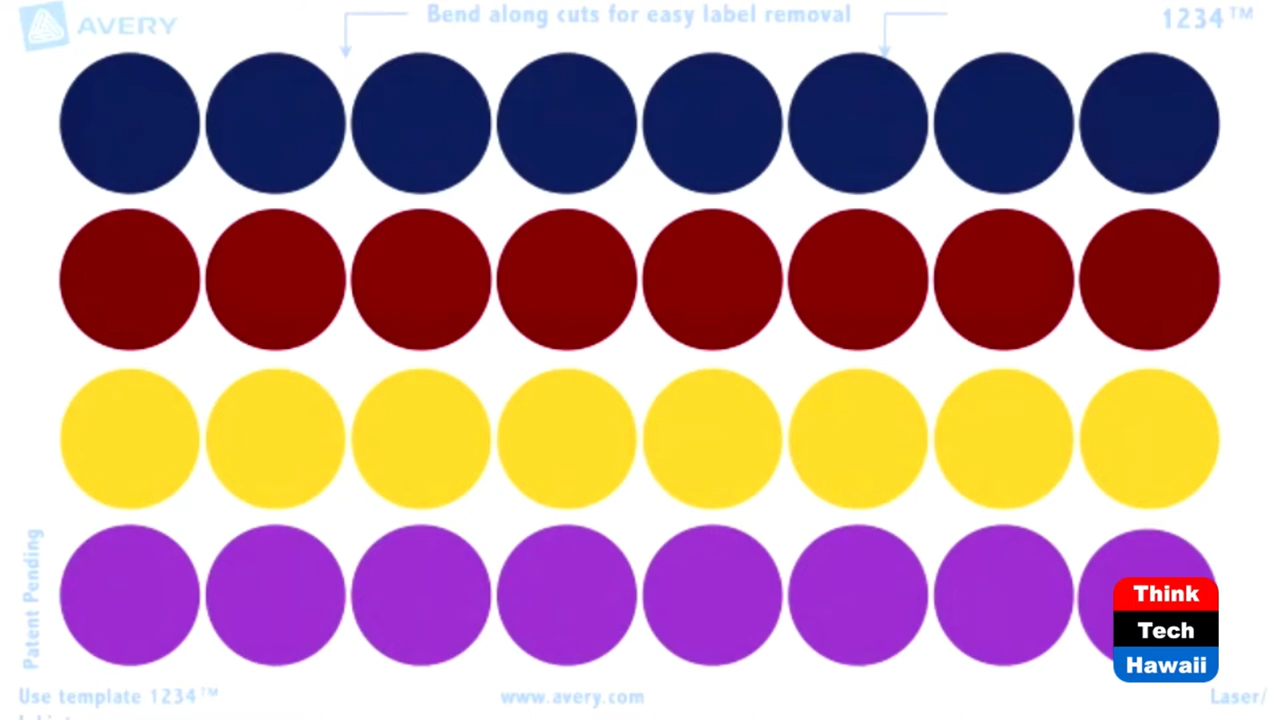 AVERY
Bend along cuts for easy label removal
1234™
Patent Pending
Think
Tech
Hawaii
Use template 1234™
www.avery.com
Laser/